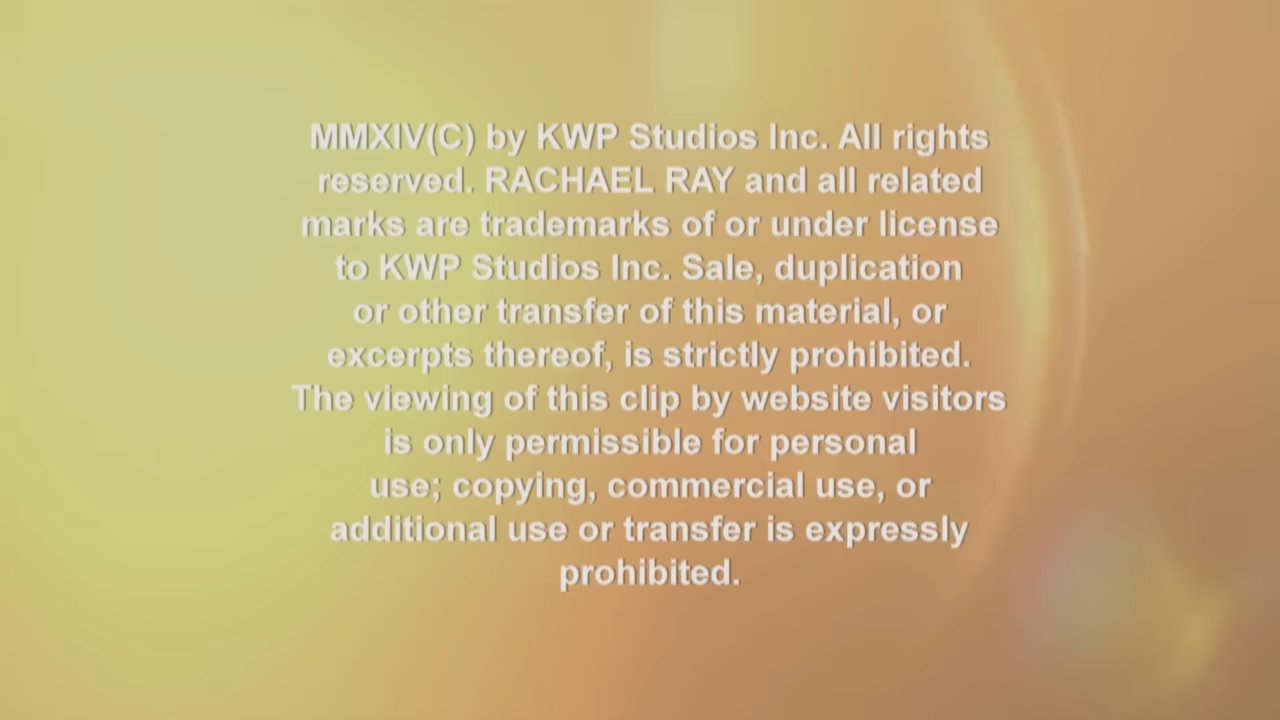 MMXIV(C) by KWP Studios Inc. All rights
reserved. RACHAEL RAY and all related
marks are trademarks of or under license
to KWP Studios Inc. Sale, duplication
or other transfer of this material, or
excerpts thereof, is strictly prohibited.
The viewing of this clip by website visitors
is only permissible for personal
use; copying, commercial use, or
additional use or transfer is expressly
prohibited.